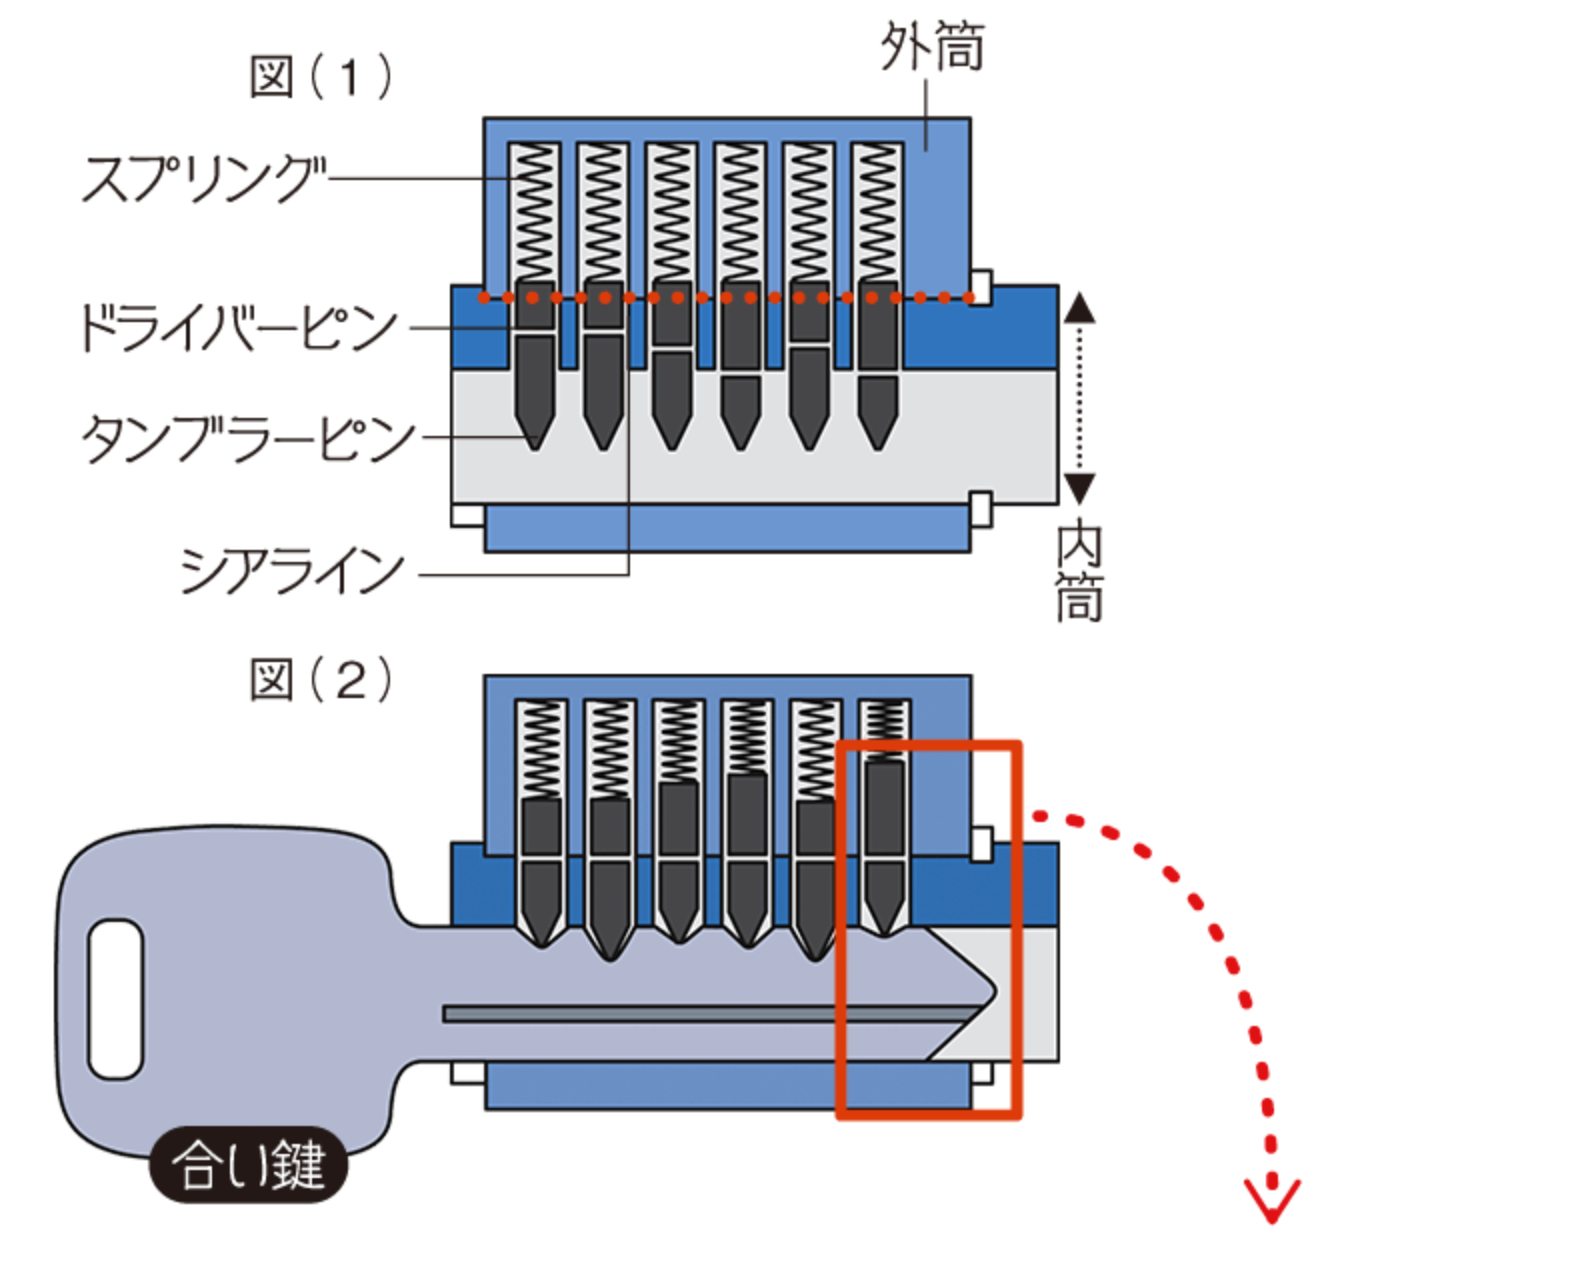 図（1）
外筒
スプリング
ドライバーピン
タンブラーピン
シアライン
内筒
図（2）
合い鍵